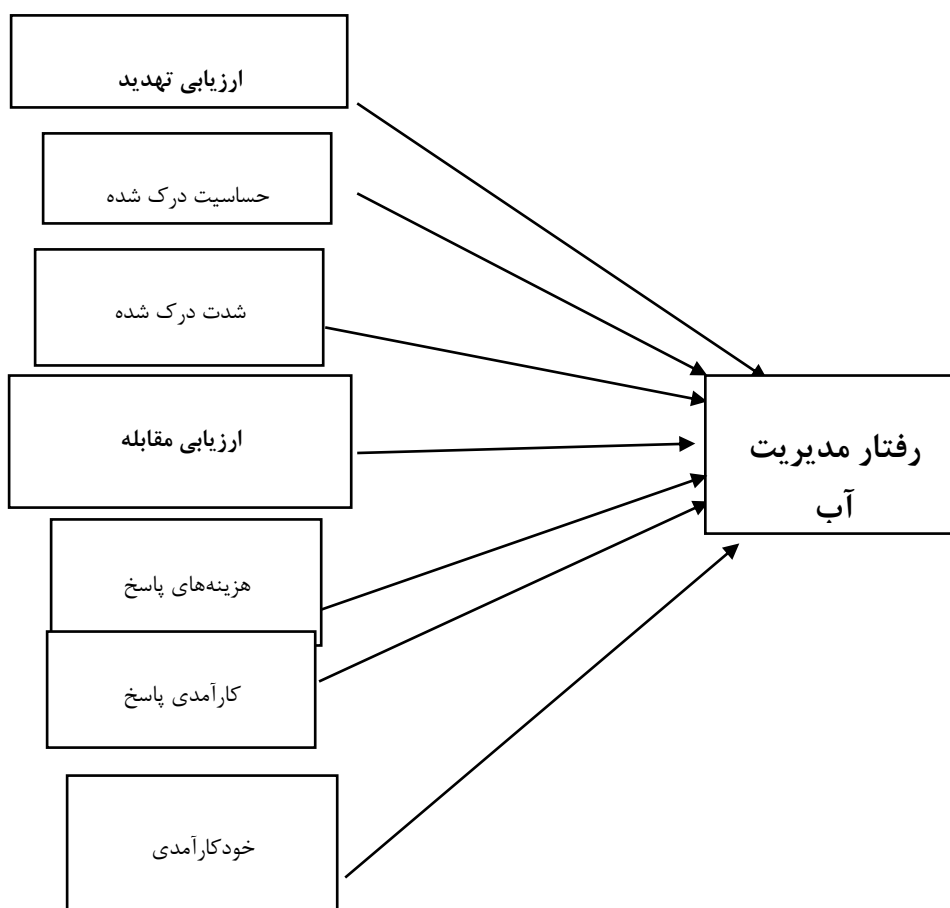 ارزیابی تهدید
حساسیت درک شده
شدت درک شده
ارزیابی مقابله
رفتار مدیریت
آب
هزینه‌های پاسخ
کارآمدی پاسخ
خودکارآمدی